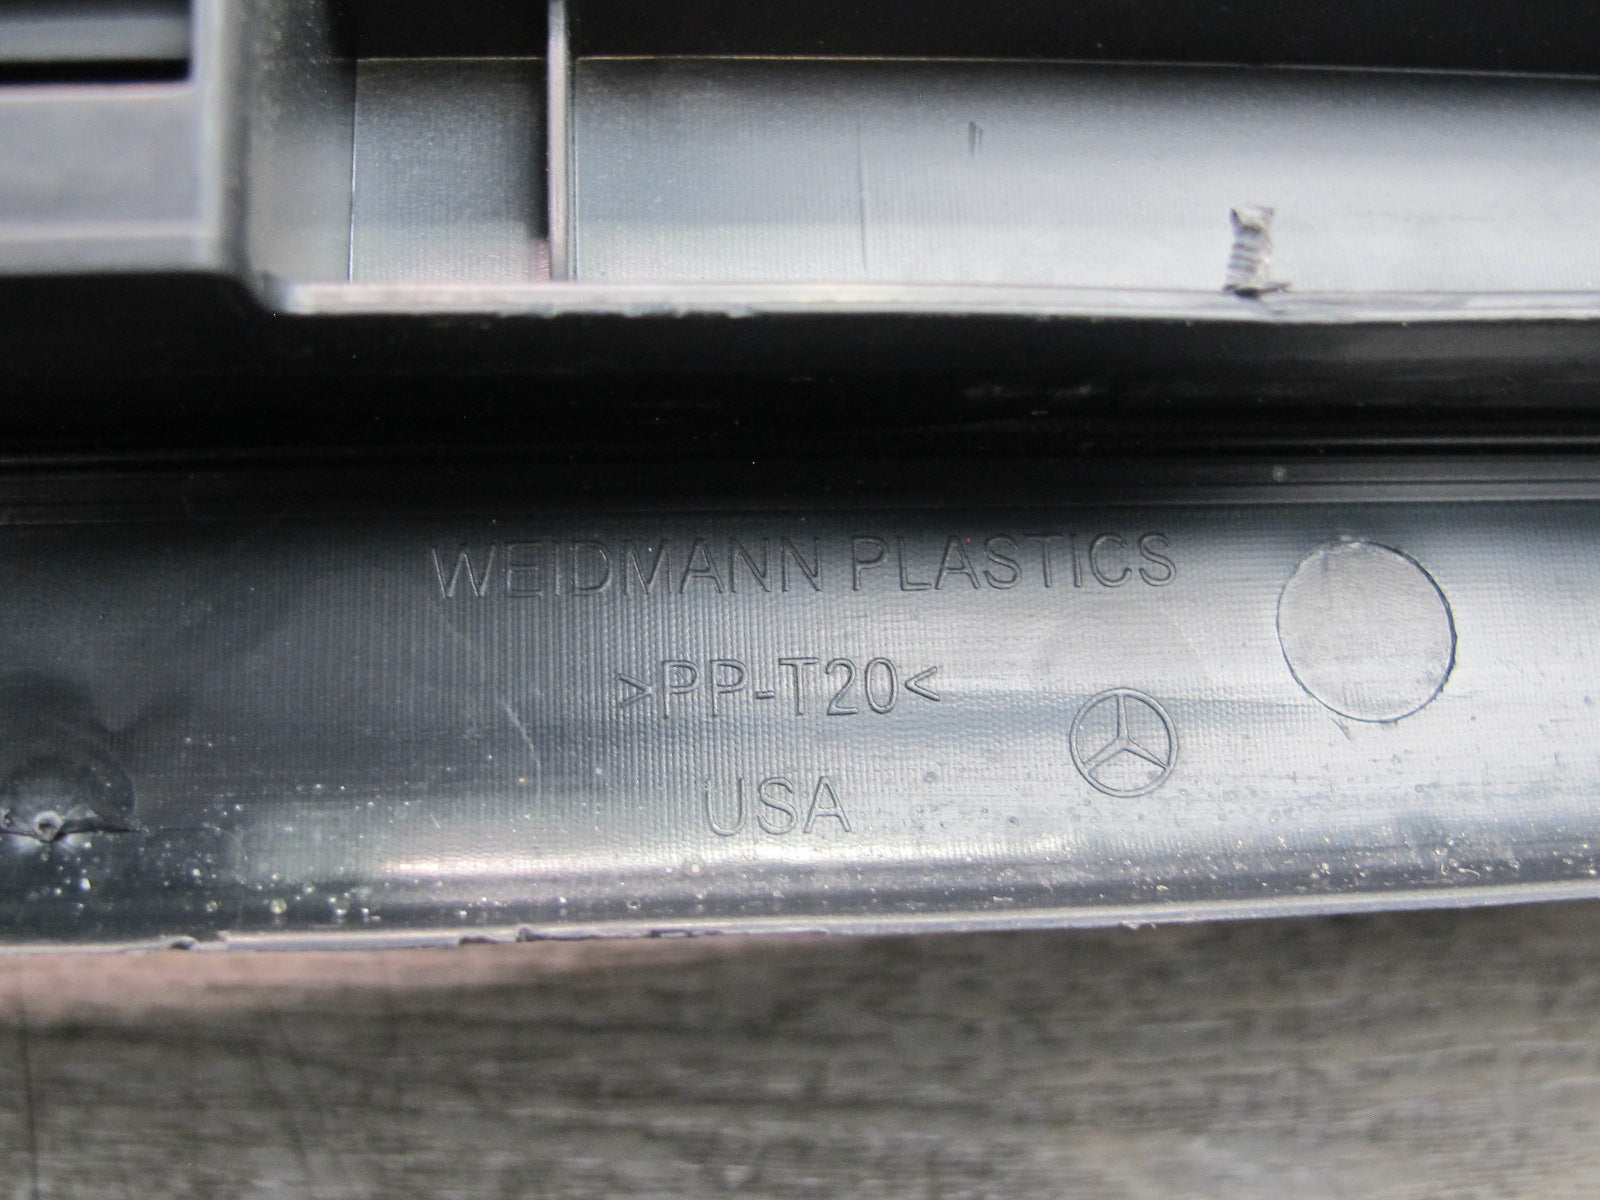 WEIDMANN PLASTICS
>PP-T20<
USA